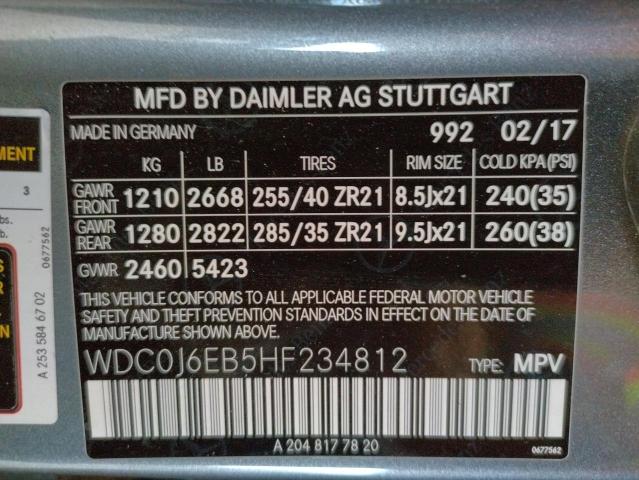 MFD BY DAIMLER AG STUTTGART
MADE IN GERMANY 992 02/17
KG LB TIRES RIM SIZE COLD KPA(PSI)
GAWR FRONT 1210 2668 255/40 ZR21 8.5Jx21 240(35)
GAWR REAR 1280 2822 285/35 ZR21 9.5Jx21 260(38)
GVWR 2460 5423
THIS VEHICLE CONFORMS TO ALL APPLICABLE FEDERAL MOTOR VEHICLE
SAFETY AND THEFT PREVENTION STANDARDS IN EFFECT ON THE DATE OF
MANUFACTURE SHOWN ABOVE.
WDC0J6EB5HF234812 TYPE: MPV
A 204 817 78 20
0677562
MENT
3
lbs.
b.
0677562
A 253 584 67 02